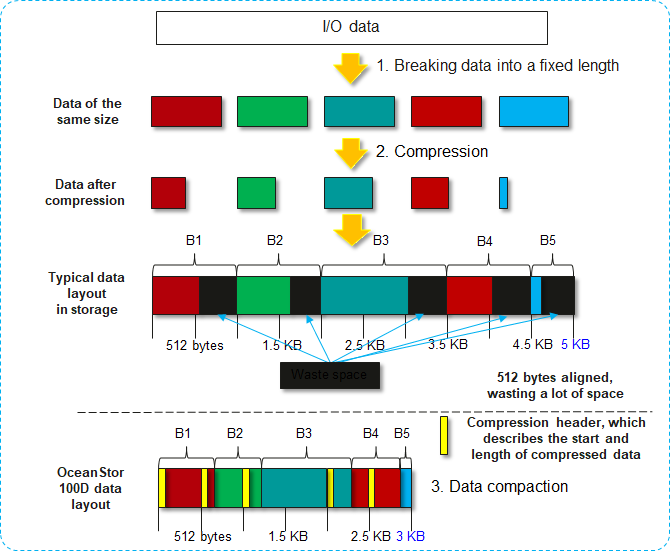 I/O data
1. Breaking data into a fixed length
Data of the
same size
2. Compression
Data after
compression
B1 B2 B3 B4 B5
Typical data
layout
in storage
512 bytes 1.5 KB 2.5 KB 3.5 KB 4.5 KB 5 KB
Waste space
512 bytes aligned,
wasting a lot of space
B1 B2 B3 B4 B5
Compression header, which
describes the start and
length of compressed data
OceanStor
100D data
layout
3. Data compaction
512 bytes 1.5 KB 2.5 KB 3 KB